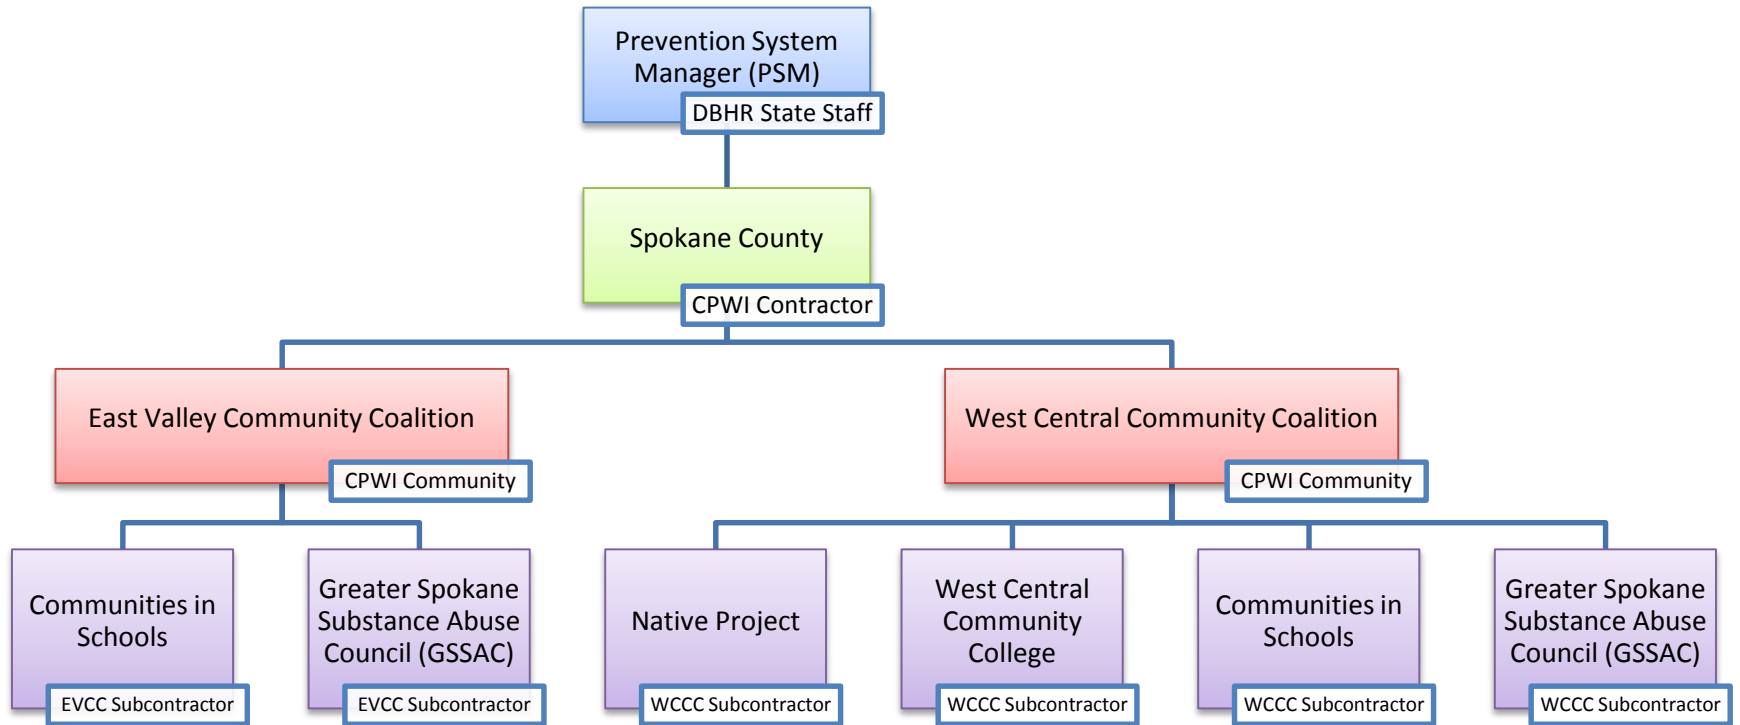 Prevention System
Manager (PSM)
DBHR State Staff
Spokane County
CPWI Contractor
East Valley Community Coalition
CPWI Community
West Central Community Coalition
CPWI Community
Communities in
Schools
EVCC Subcontractor
Greater Spokane
Substance Abuse
Council (GSSAC)
EVCC Subcontractor
Native Project
WCCC Subcontractor
West Central
Community
College
WCCC Subcontractor
Communities in
Schools
WCCC Subcontractor
Greater Spokane
Substance Abuse
Council (GSSAC)
WCCC Subcontractor